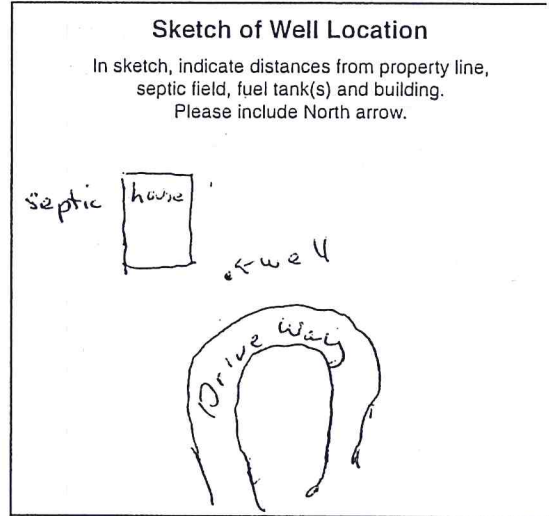 Sketch of Well Location
In sketch, indicate distances from property line,
septic field, fuel tank(s) and building.
Please include North arrow.
septic
house
well
Drive Way